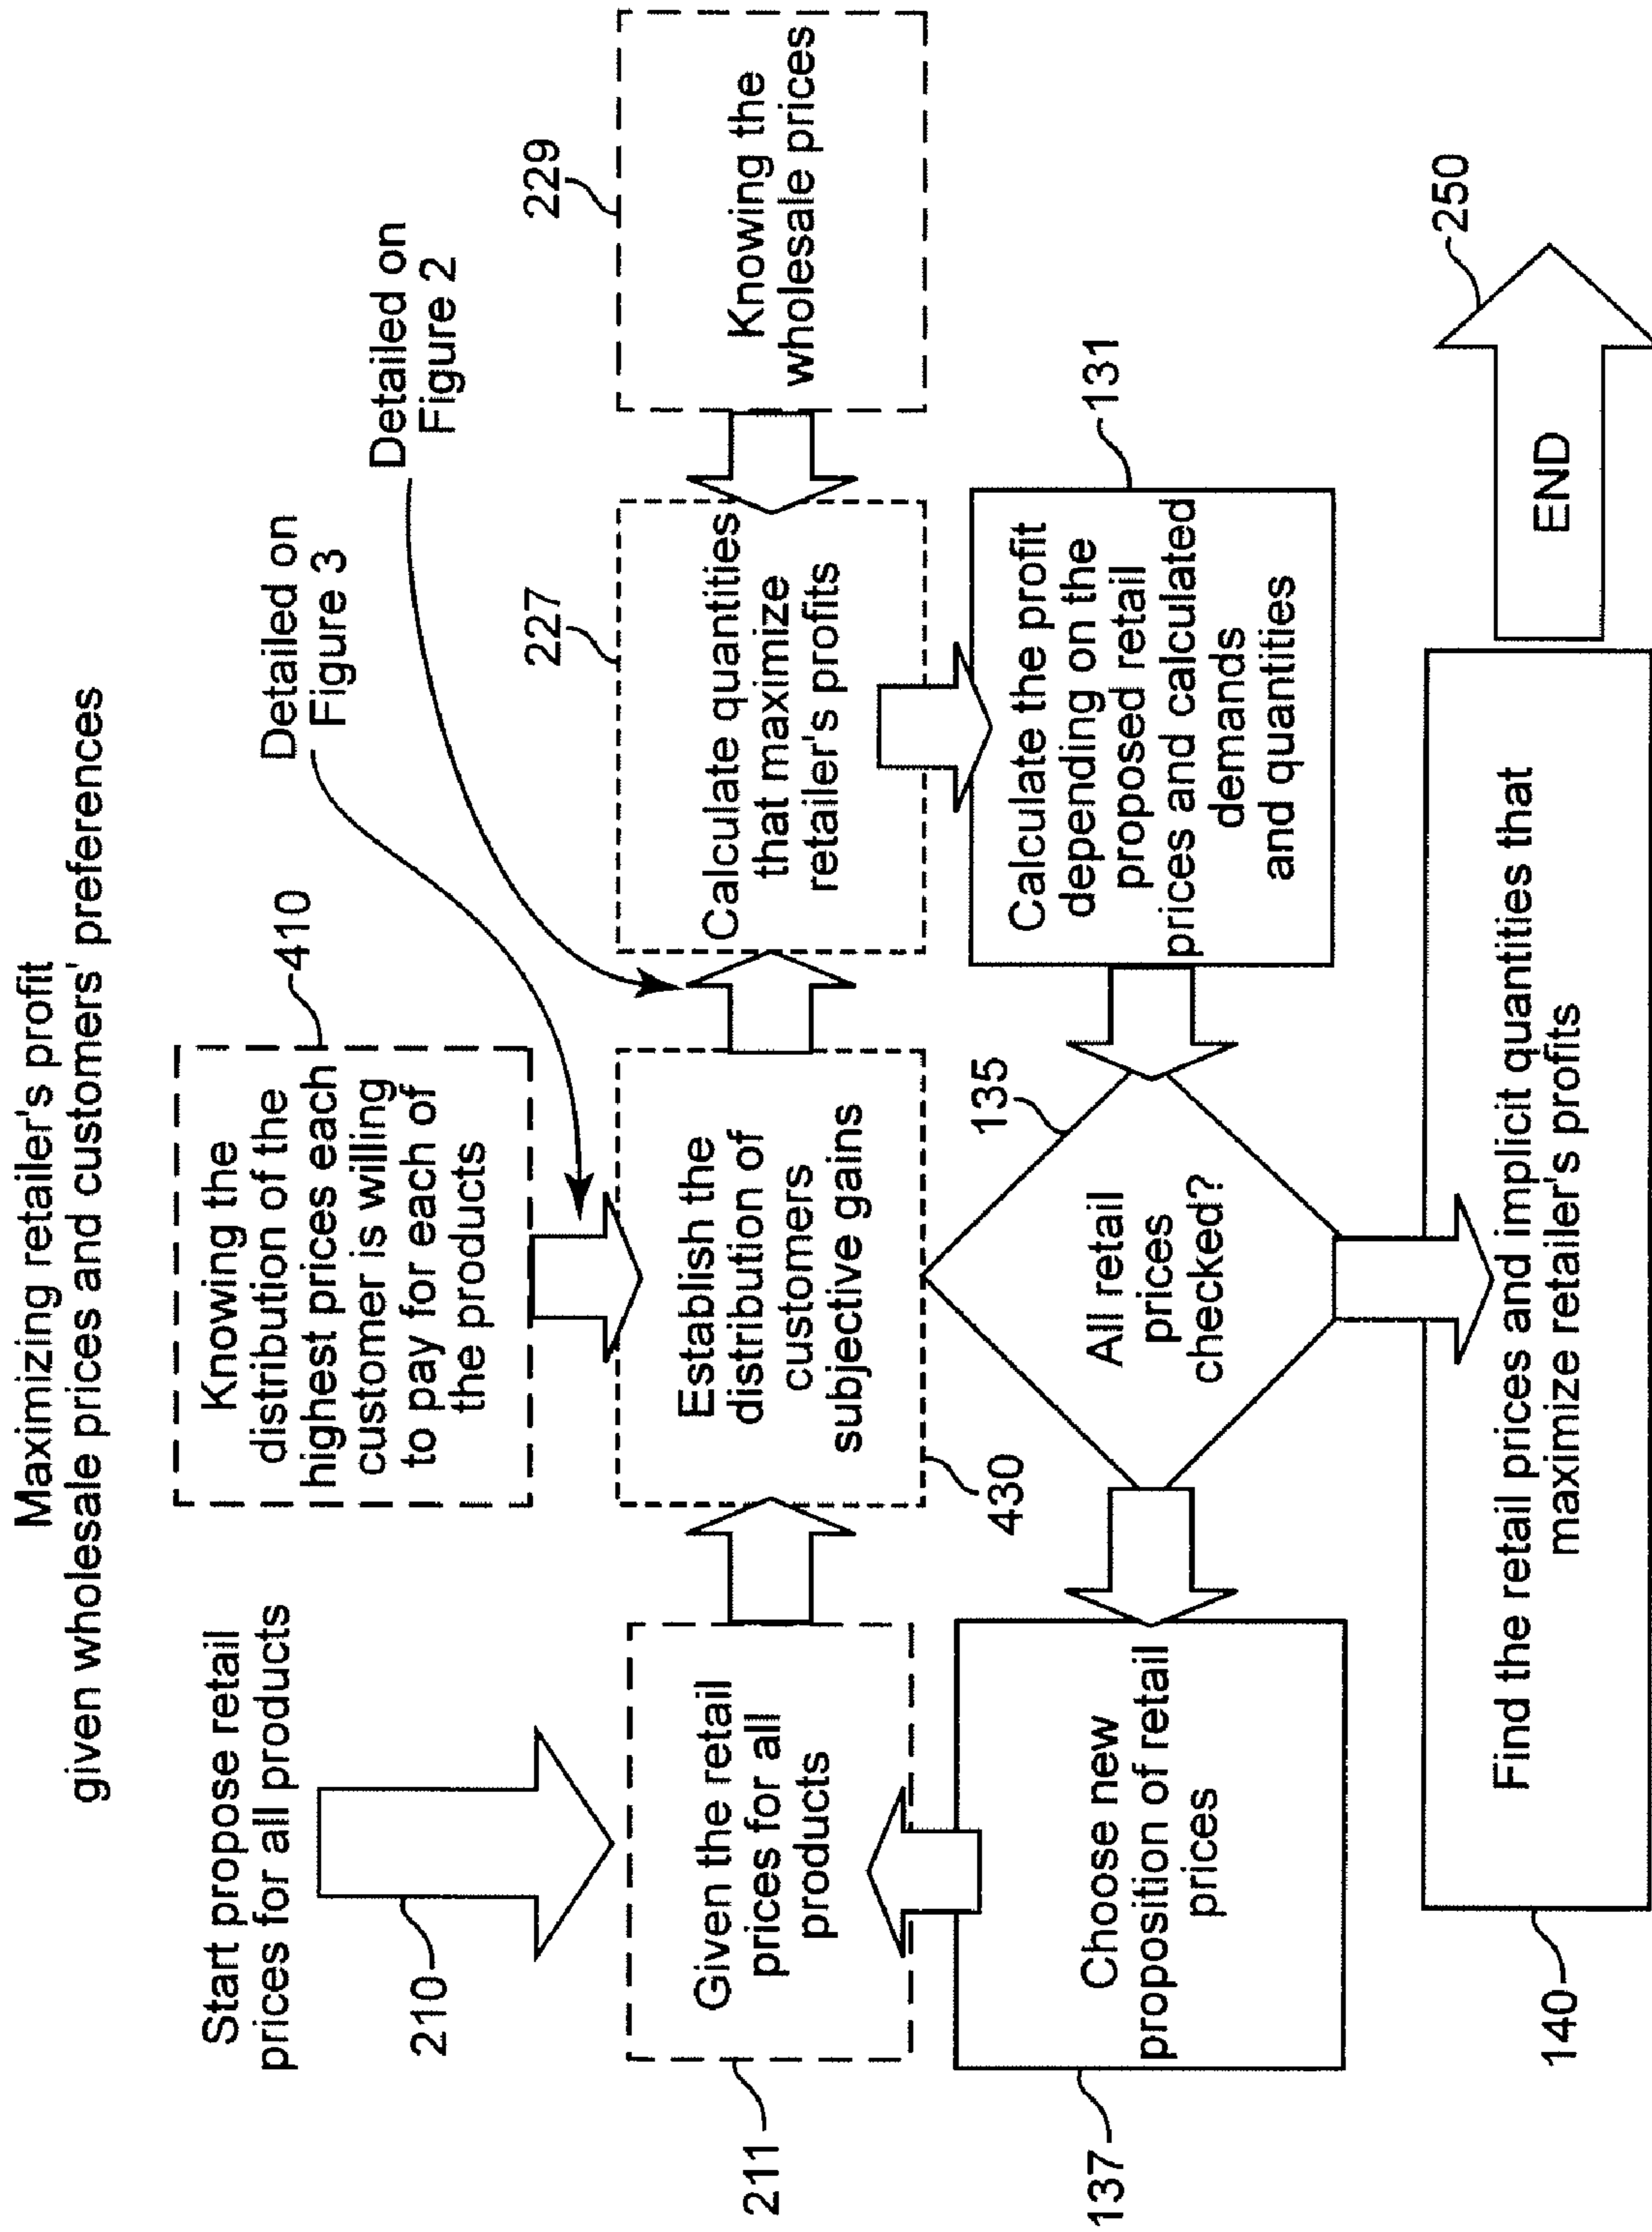 Maximizing retailer's profit
given wholesale prices and customers' preferences
Start propose retail
prices for all products
210
Knowing the
distribution of the
highest prices each
customer is willing
to pay for each of
the products
410
Detailed on
Figure 3
Detailed on
Figure 2
211
Given the retail
prices for all
products
Establish the
distribution of
customers
subjective gains
430
227
Calculate quantities
that maximize
retailer's profits
229
Knowing the
wholesale prices
137
Choose new
proposition of retail
prices
135
All retail
prices
checked?
131
Calculate the profit
depending on the
proposed retail
prices and calculated
demands
and quantities
140
Find the retail prices and implicit quantities that
maximize retailer's profits
END
250